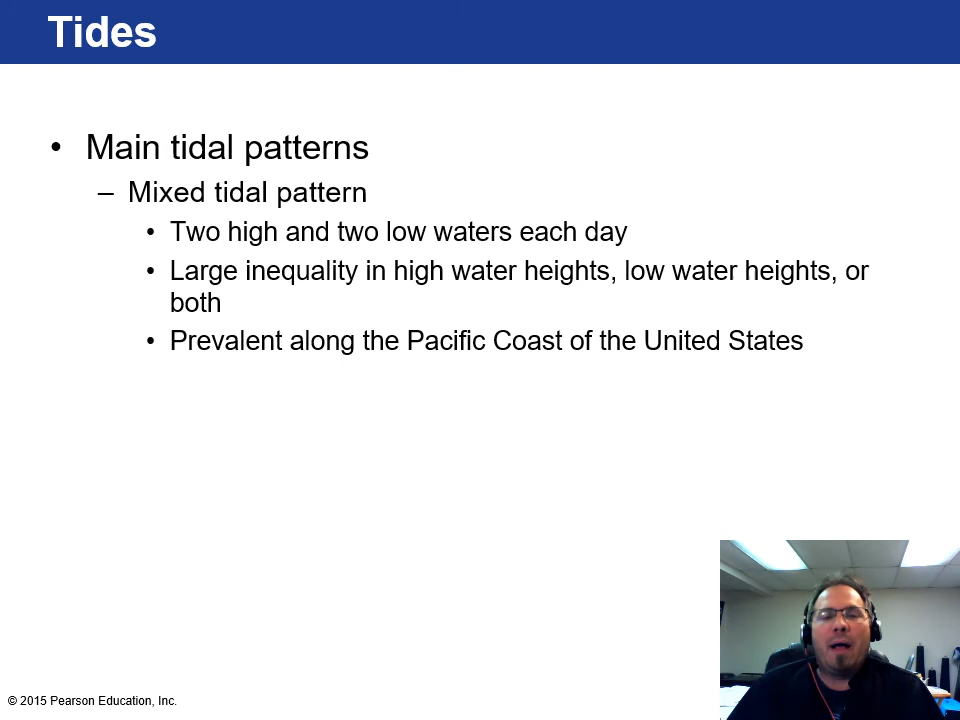 Tides
• Main tidal patterns
– Mixed tidal pattern
• Two high and two low waters each day
• Large inequality in high water heights, low water heights, or
both
• Prevalent along the Pacific Coast of the United States
© 2015 Pearson Education, Inc.